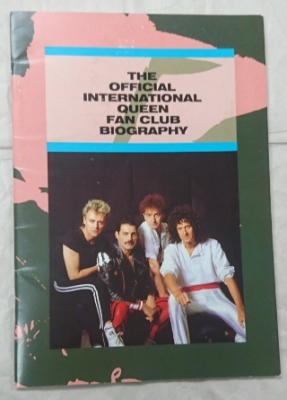 THE
OFFICIAL
INTERNATIONAL
QUEEN
FAN CLUB
BIOGRAPHY